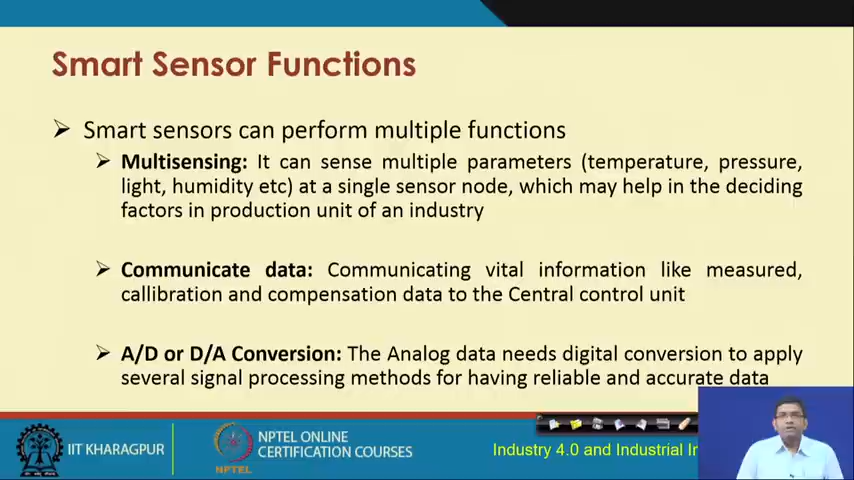 Smart Sensor Functions
Smart sensors can perform multiple functions
Multisensing: It can sense multiple parameters (temperature, pressure,
light, humidity etc) at a single sensor node, which may help in the deciding
factors in production unit of an industry
Communicate data: Communicating vital information like measured,
callibration and compensation data to the Central control unit
A/D or D/A Conversion: The Analog data needs digital conversion to apply
several signal processing methods for having reliable and accurate data
IIT KHARAGPUR
NPTEL
NPTEL ONLINE
CERTIFICATION COURSES
Industry 4.0 and Industrial In